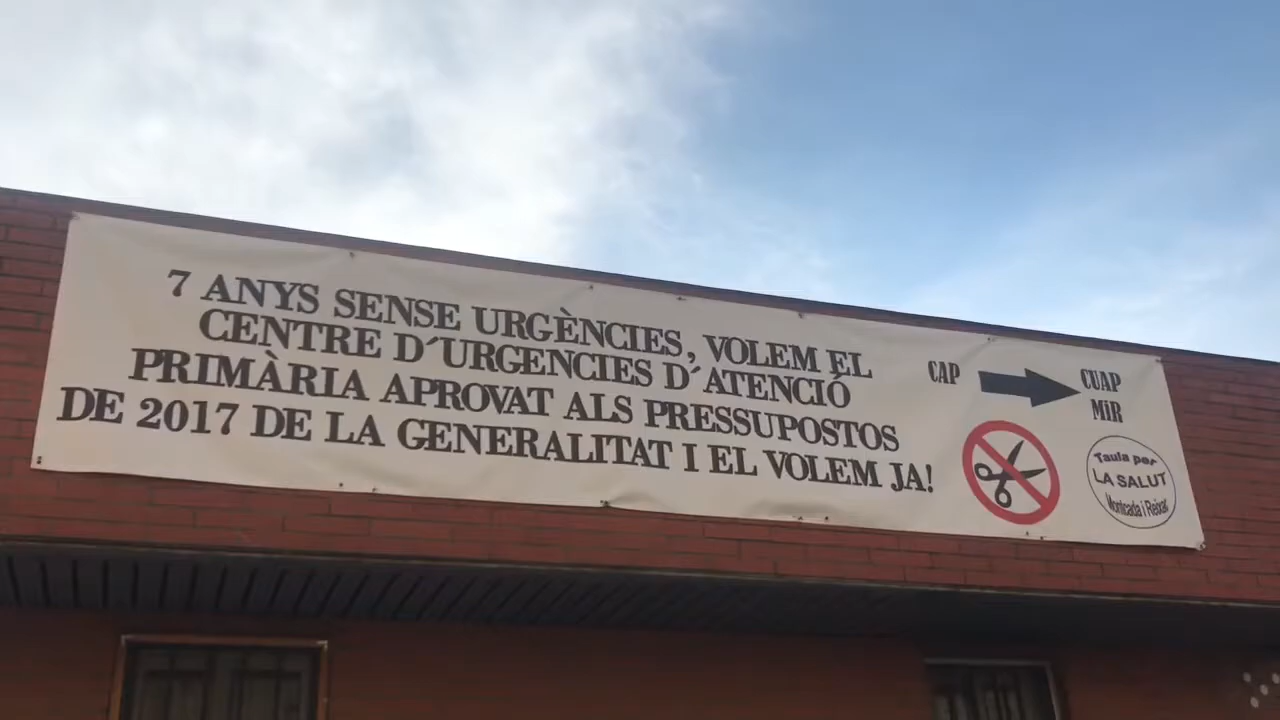 7 ANYS SENSE URGÈNCIES, VOLEM EL
CENTRE D´URGENCIES D´ATENCIÓ
PRIMÀRIA APROVAT ALS PRESSUPOSTOS
DE 2017 DE LA GENERALITAT I EL VOLEM JA!
CAP
CUAP
MiR
Taula per
LA SALUT
Montcada i Reixac